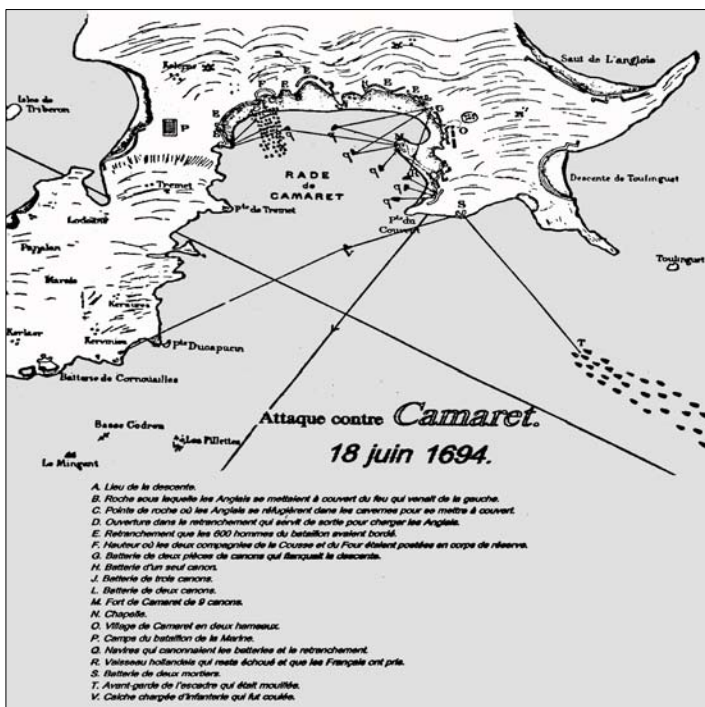 Saut de L'anglois
Isles de
Triberon
Kelerne
F
E
E
E
H
E
E
E
G
O
P
M
RADE
de
CAMARET
Descente de Toulinguet
Tremet
Lodoure
Pte de Tremet
q
q
q
q
R
S
Pte du
Couvent
Toulinguet
Marais
Kerviniou
Pte Ducapucin
T
Batterie de Cornouailles
Attaque contre Camaret.
Basse Codren
Les Fillettes
18 juin 1694.
Le Mingent
A. Lieu de la descente.
B. Roche sous laquelle les Anglais se mettaient à couvert du feu qui venait de la gauche.
C. Pointe de roche où les Anglais se réfugièrent dans les cavernes pour se mettre à couvert.
D. Ouverture dans le retranchement qui servit de sortie pour charger les Anglais.
E. Retranchement que les 600 hommes du bataillon avaient bordé.
F. Hauteur où les deux compagnies de la Cousse et du Four étaient postées en corps de réserve.
G. Batterie de deux pièces de canons qui flanquait la descente.
H. Batterie d'un seul canon.
J. Batterie de trois canons.
L. Batterie de deux canons.
M. Fort de Camaret de 9 canons.
N. Chapelle.
O. Village de Camaret en deux hameaux.
P. Camps du bataillon de la Marine.
Q. Navires qui canonnaient les batteries et le retranchement.
R. Vaisseau hollandais qui resta échoué et que les Français ont pris.
S. Batterie de deux mortiers.
T. Avant-garde de l'escadre qui était mouillée.
V. Caïche chargée d'infanterie qui fut coulée.